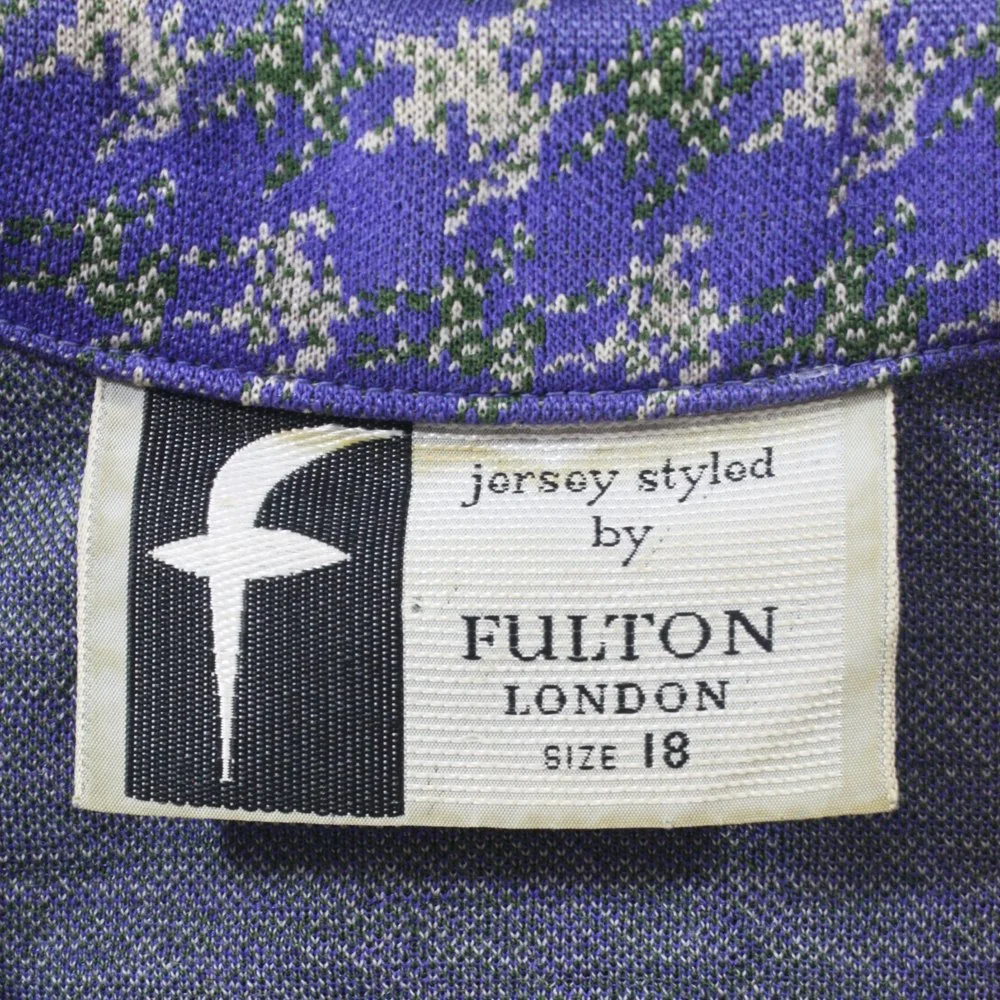 f
jersey styled
by
FULTON
LONDON
SIZE 18